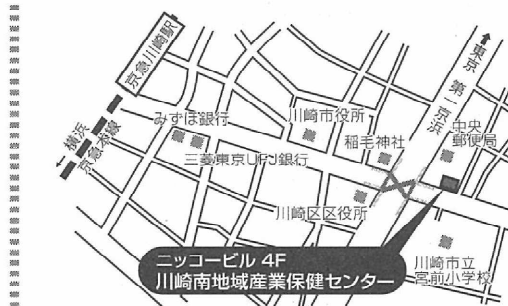 京急川崎駅
↑東京
第一京浜
みずほ銀行
川崎市役所
中央
郵便局
稲毛神社
←横浜
京急本線
三菱東京UFJ銀行
川崎区区役所
ニッコービル 4F
川崎南地域産業保健センター
川崎市立
宮前小学校